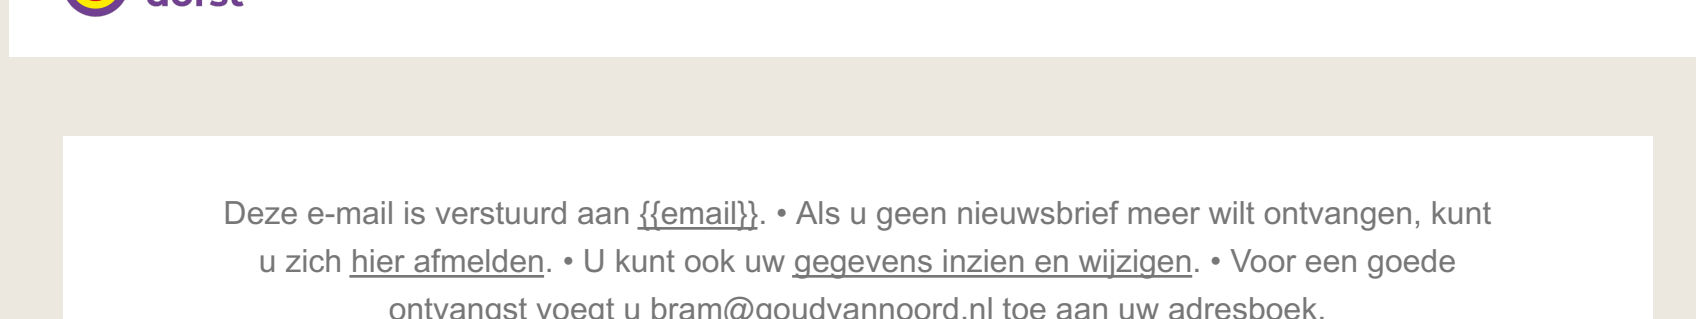 dorst
Deze e-mail is verstuurd aan {{email}}. • Als u geen nieuwsbrief meer wilt ontvangen, kunt
u zich hier afmelden. • U kunt ook uw gegevens inzien en wijzigen. • Voor een goede
ontvangst voegt u bram@goudvannoord.nl toe aan uw adresboek.